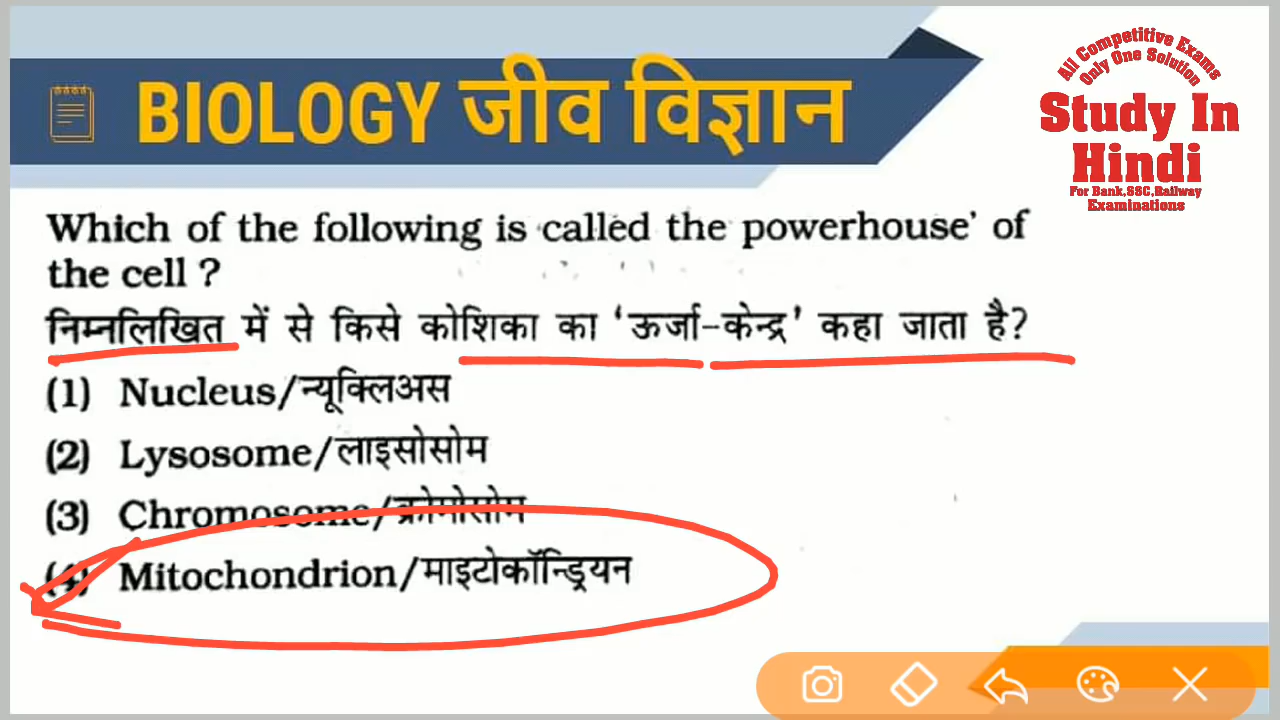 BIOLOGY जीव विज्ञान
All Competitive Exams
Only One Solution
Study In
Hindi
For Bank,SSC,Railway
Examinations
Which of the following is called the powerhouse' of
the cell ?
निम्नलिखित में से किसे कोशिका का 'ऊर्जा-केन्द्र' कहा जाता है?
(1) Nucleus/न्यूक्लिअस
(2) Lysosome/लाइसोसोम
(3) Chromosome/क्रोमोसोम
(4) Mitochondrion/माइटोकॉन्ड्रियन